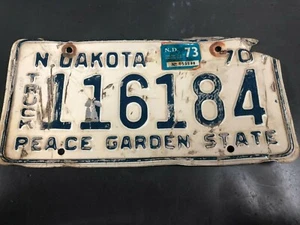 N.D 73
N.DAKOTA 70
TRUCK
116184
PEACE GARDEN STATE